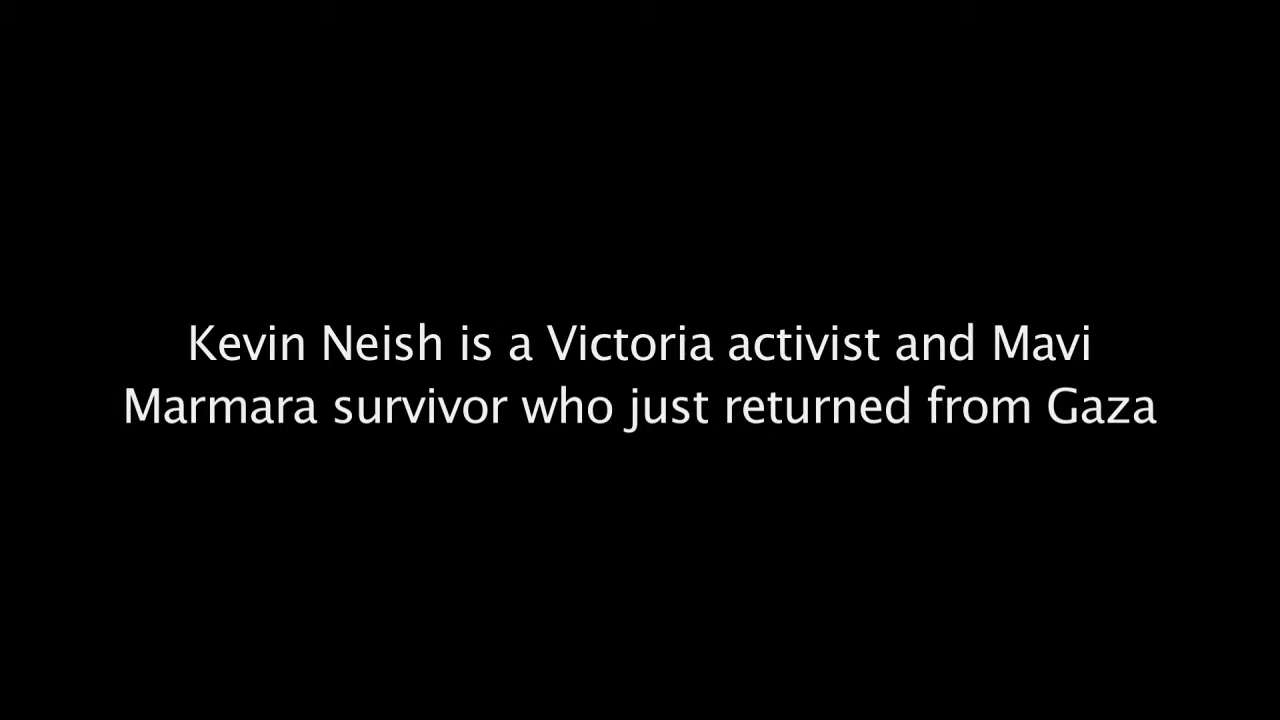 Kevin Neish is a Victoria activist and Mavi
Marmara survivor who just returned from Gaza